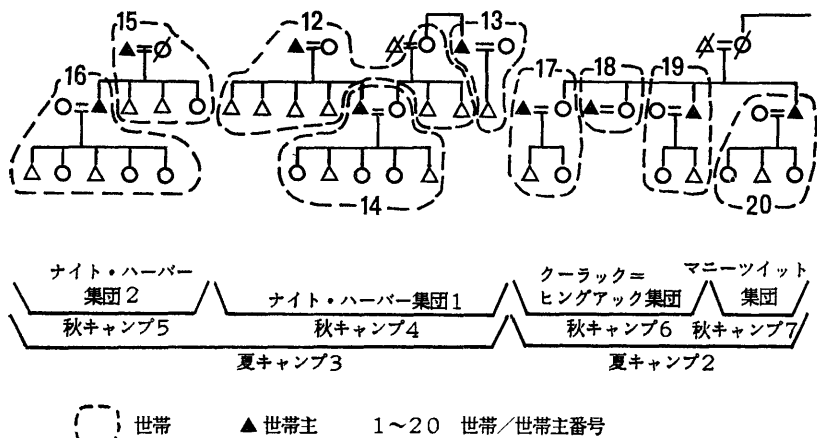 15
12
13
16
17
18
19
14
20
ナイト・ハーバー
集団2
ナイト・ハーバー集団1
クーラック=
ヒングアック集団
マニーツイット
集団
秋キャンプ5
秋キャンプ4
秋キャンプ6
秋キャンプ7
夏キャンプ3
夏キャンプ2
世帯
▲世帯主
1~20 世帯/世帯主番号